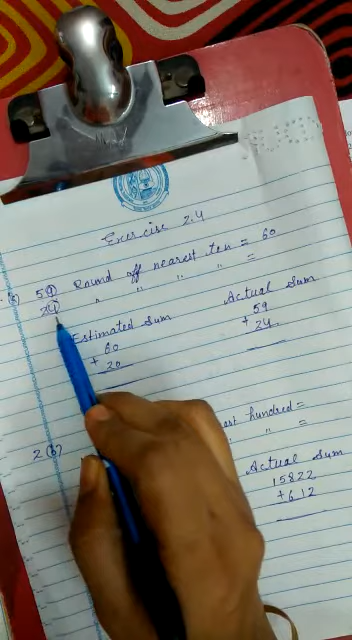 Exercise 2.4
(5) 59 Round off nearest ten = 60
24 " " " " =
Estimated Sum Actual Sum
60 59
+ 20 + 24
2 (b) hundred =
" =
Actual Sum
15822
+ 612